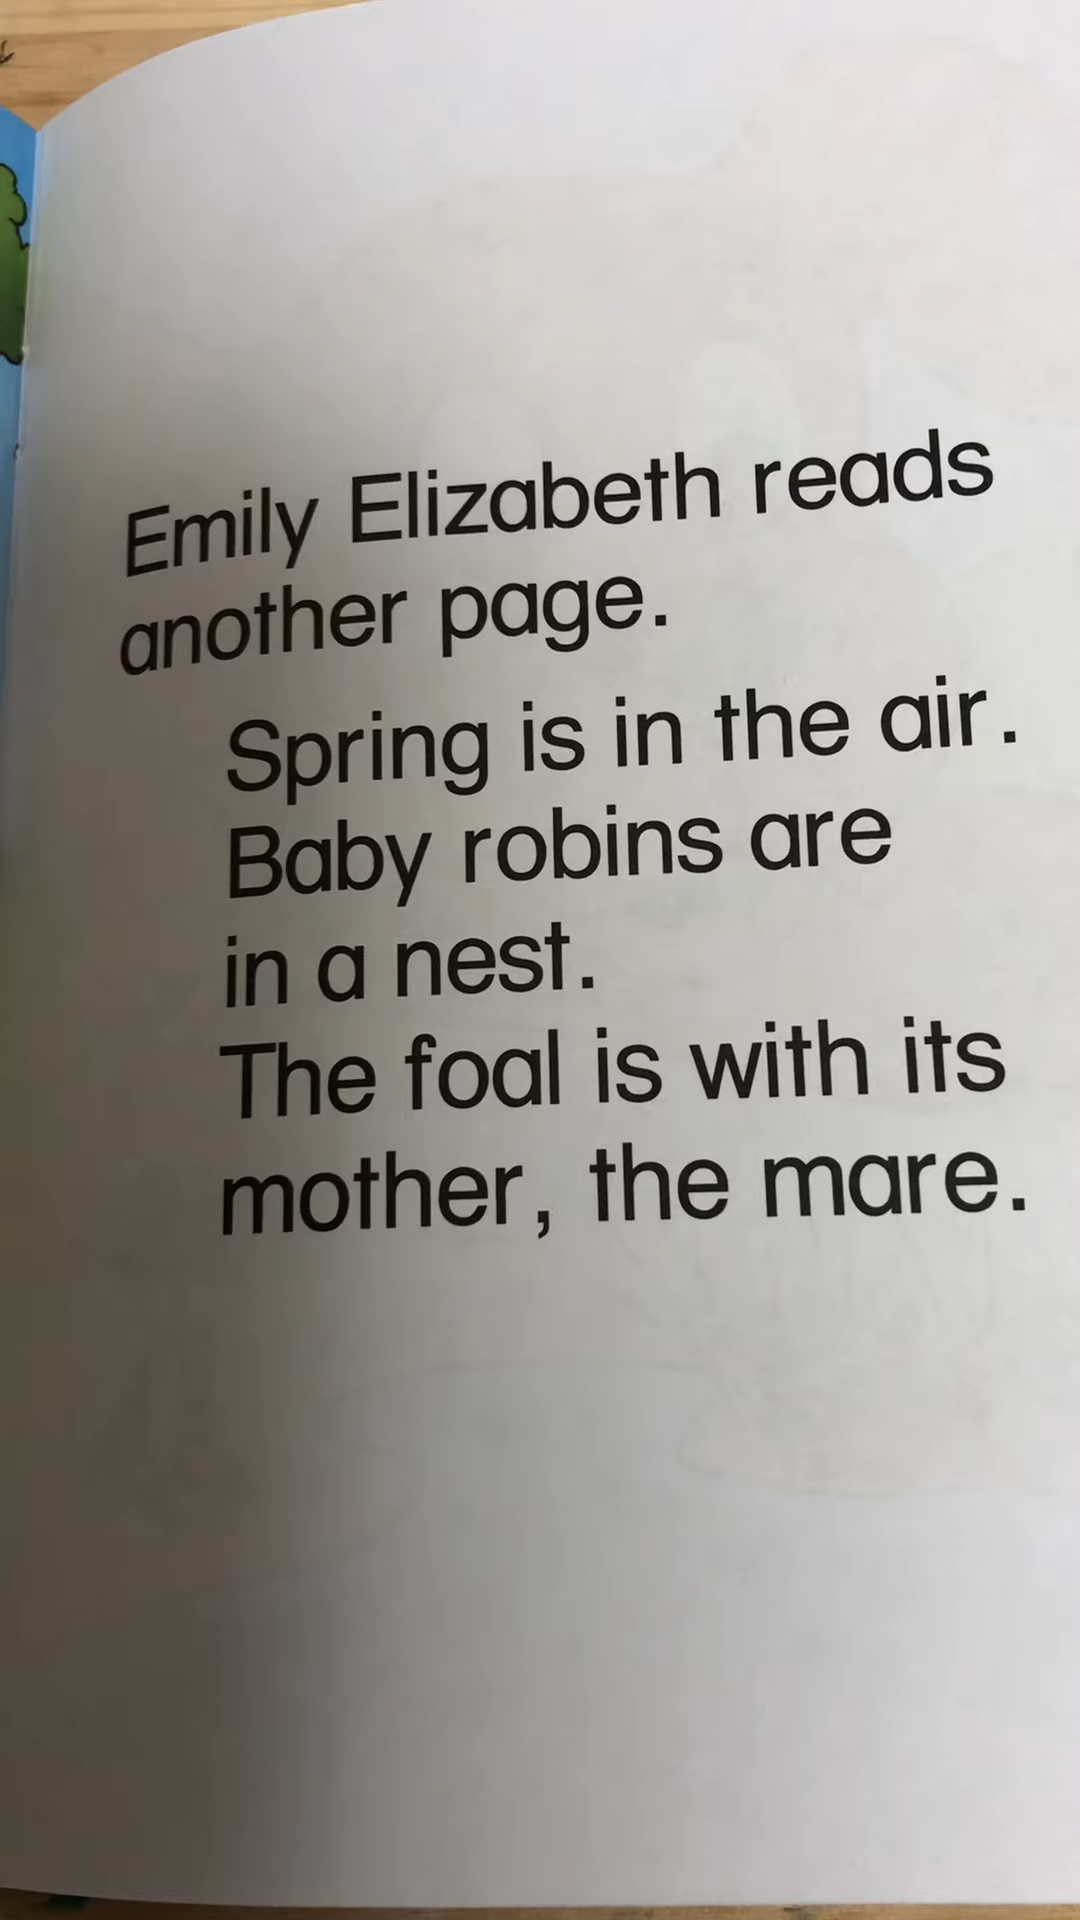 Emily Elizabeth reads
another page.
Spring is in the air.
Baby robins are
in a nest.
The foal is with its
mother, the mare.